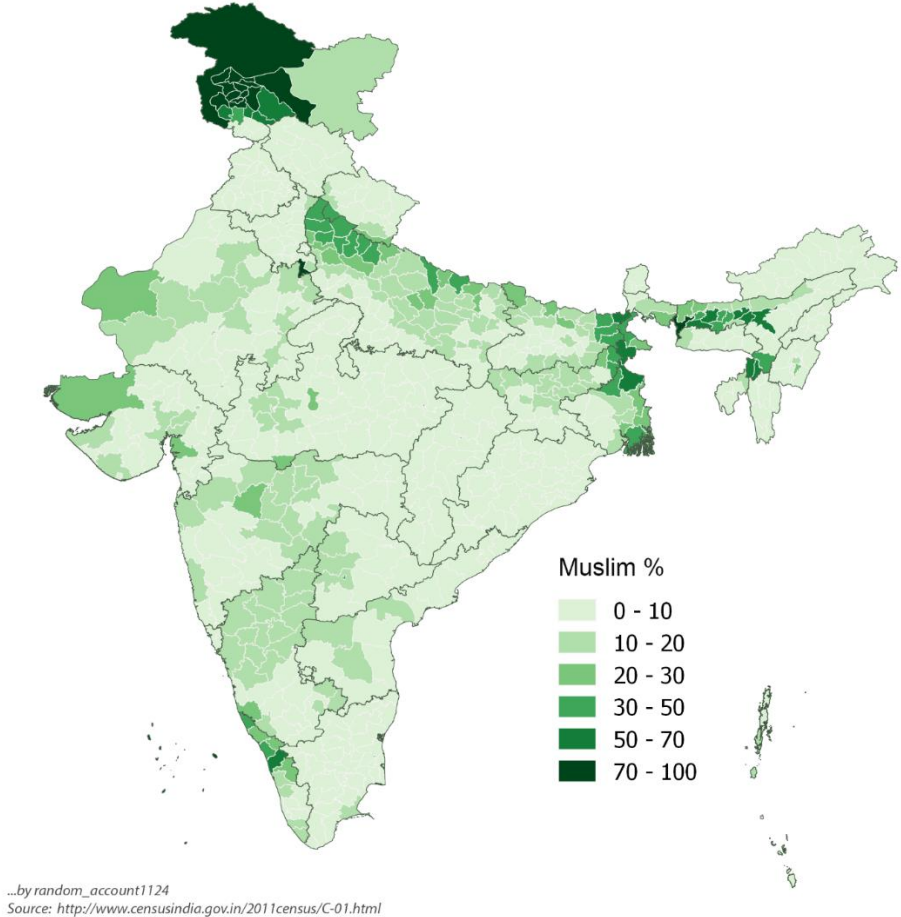 Muslim %
0 - 10
10 - 20
20 - 30
30 - 50
50 - 70
70 - 100
...by random_account1124
Source: http://www.censusindia.gov.in/2011census/C-01.html